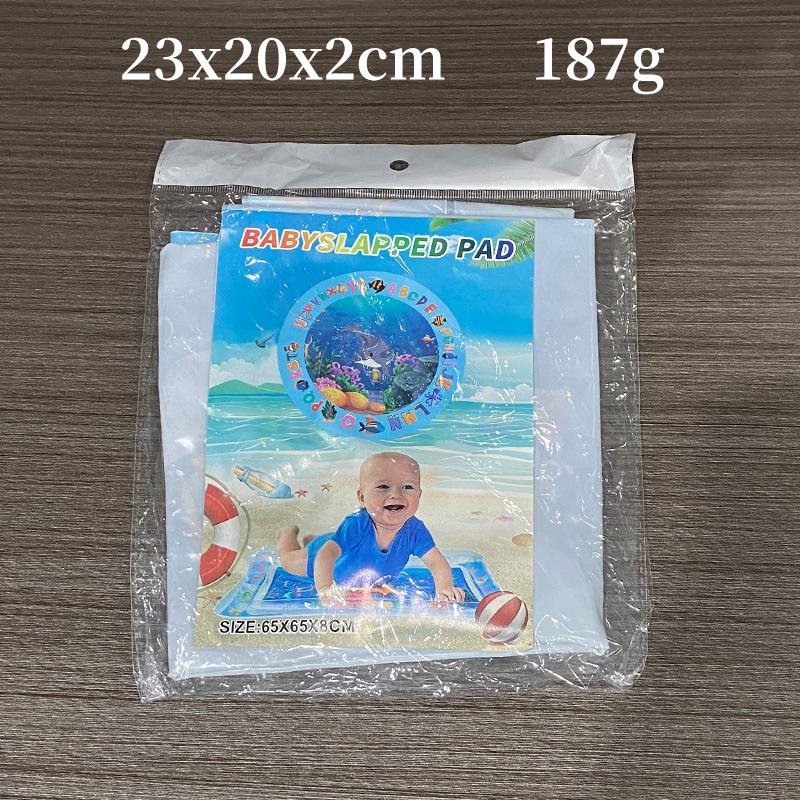 23x20x2cm 187g
BABYSLAPPED PAD
SIZE:65X65X8CM